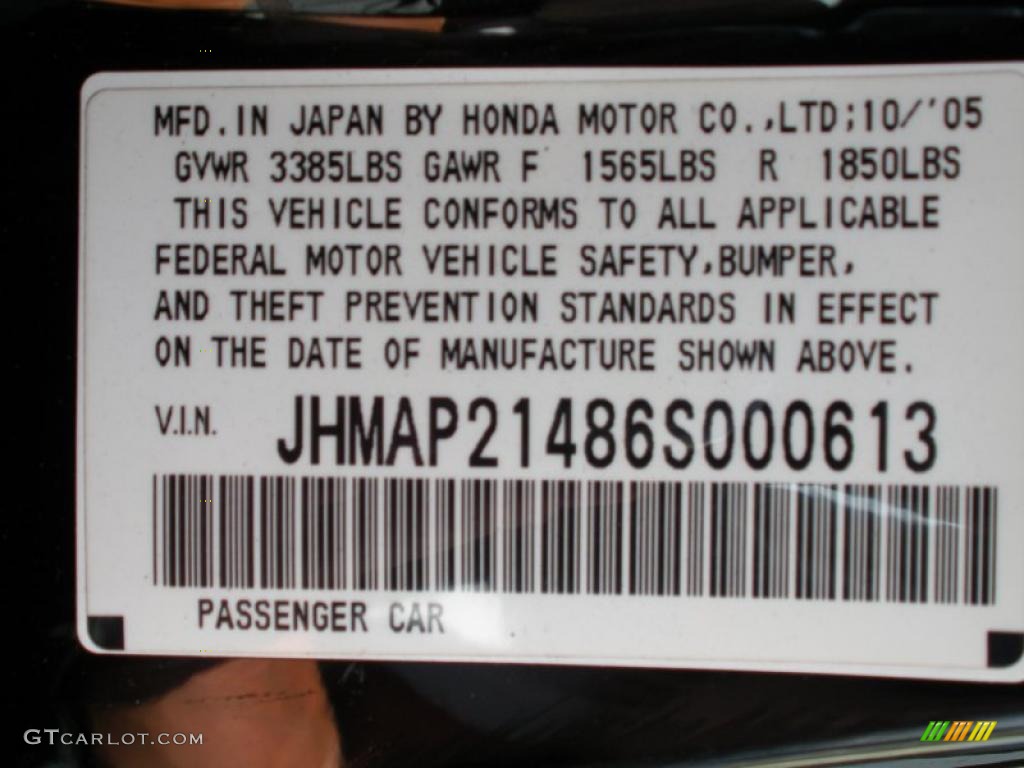 MFD.IN JAPAN BY HONDA MOTOR CO.,LTD;10/'05
GVWR 3385LBS GAWR F 1565LBS R 1850LBS
THIS VEHICLE CONFORMS TO ALL APPLICABLE
FEDERAL MOTOR VEHICLE SAFETY,BUMPER,
AND THEFT PREVENTION STANDARDS IN EFFECT
ON THE DATE OF MANUFACTURE SHOWN ABOVE.
V.I.N. JHMAP21486S000613
PASSENGER CAR
GTCARLOT.COM